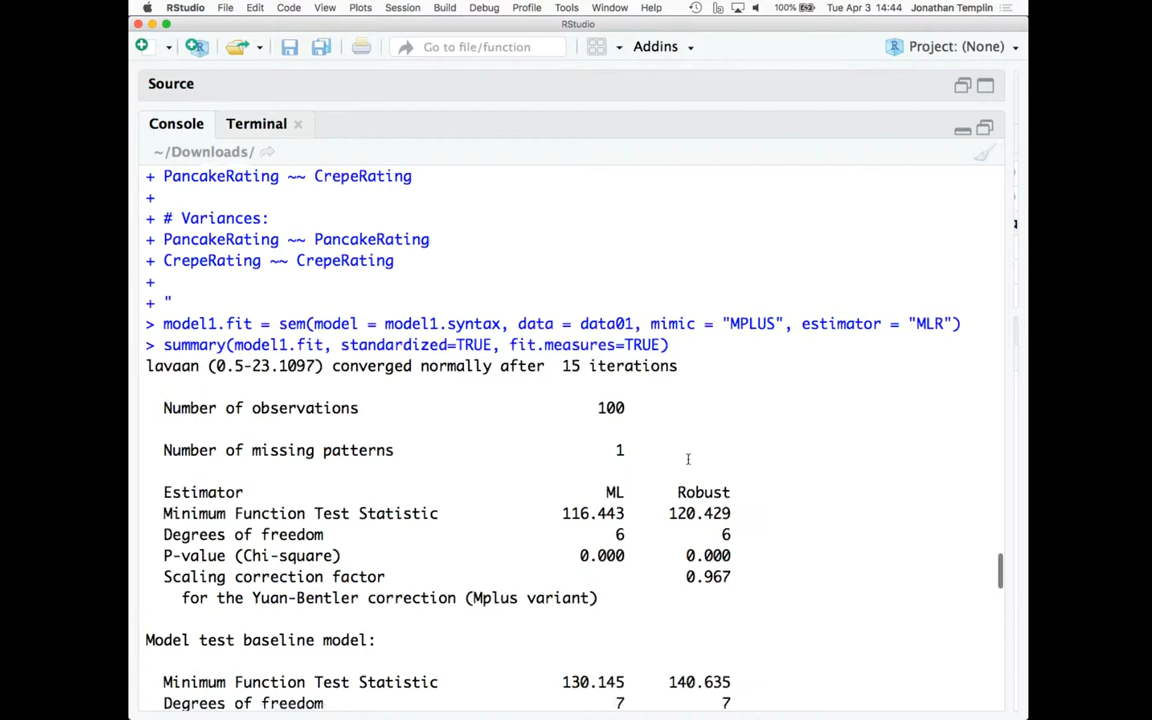 RStudio File Edit Code View Plots Session Build Debug Profile Tools Window Help 100% Tue Apr 3 14:44 Jonathan Templin
RStudio
Go to file/function Addins Project: (None)
Source
Console Terminal
~/Downloads/
+ PancakeRating ~~ CrepeRating
+
+ # Variances:
+ PancakeRating ~~ PancakeRating
+ CrepeRating ~~ CrepeRating
+
+ "
> model1.fit = sem(model = model1.syntax, data = data01, mimic = "MPLUS", estimator = "MLR")
> summary(model1.fit, standardized=TRUE, fit.measures=TRUE)
lavaan (0.5-23.1097) converged normally after 15 iterations
Number of observations 100
Number of missing patterns 1
Estimator ML Robust
Minimum Function Test Statistic 116.443 120.429
Degrees of freedom 6 6
P-value (Chi-square) 0.000 0.000
Scaling correction factor 0.967
for the Yuan-Bentler correction (Mplus variant)
Model test baseline model:
Minimum Function Test Statistic 130.145 140.635
Degrees of freedom 7 7